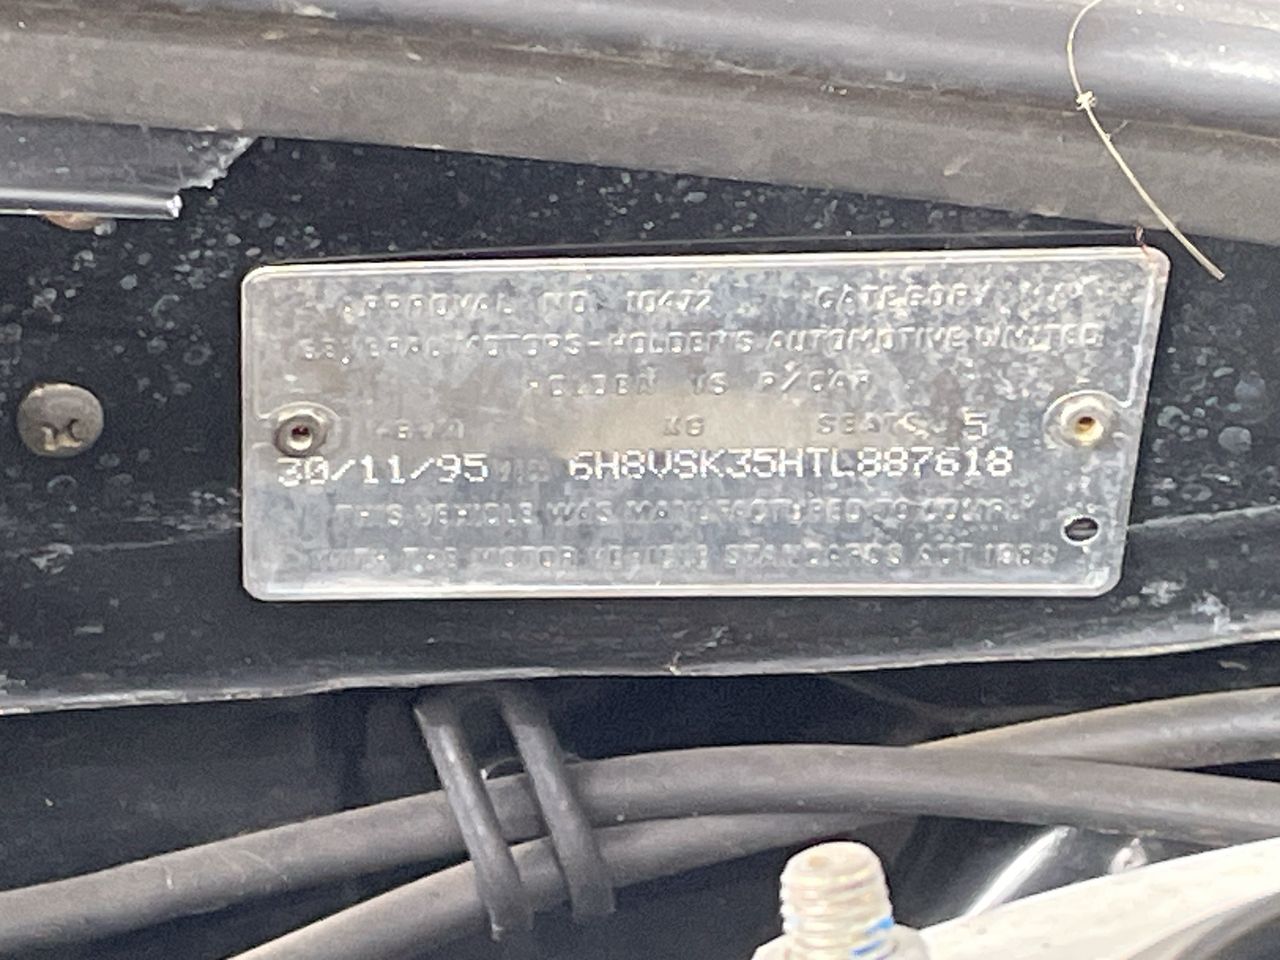 APPROVAL NO. 10472 CATEGORY MA
GENERAL MOTORS-HOLDEN'S AUTOMOTIVE LIMITED
HOLDEN VS P/CAR
KG SEATS 5
30/11/95 6H8VSK35HTL887618
THIS VEHICLE WAS MANUFACTURED TO COMPLY
WITH THE MOTOR VEHICLE STANDARDS ACT 1989